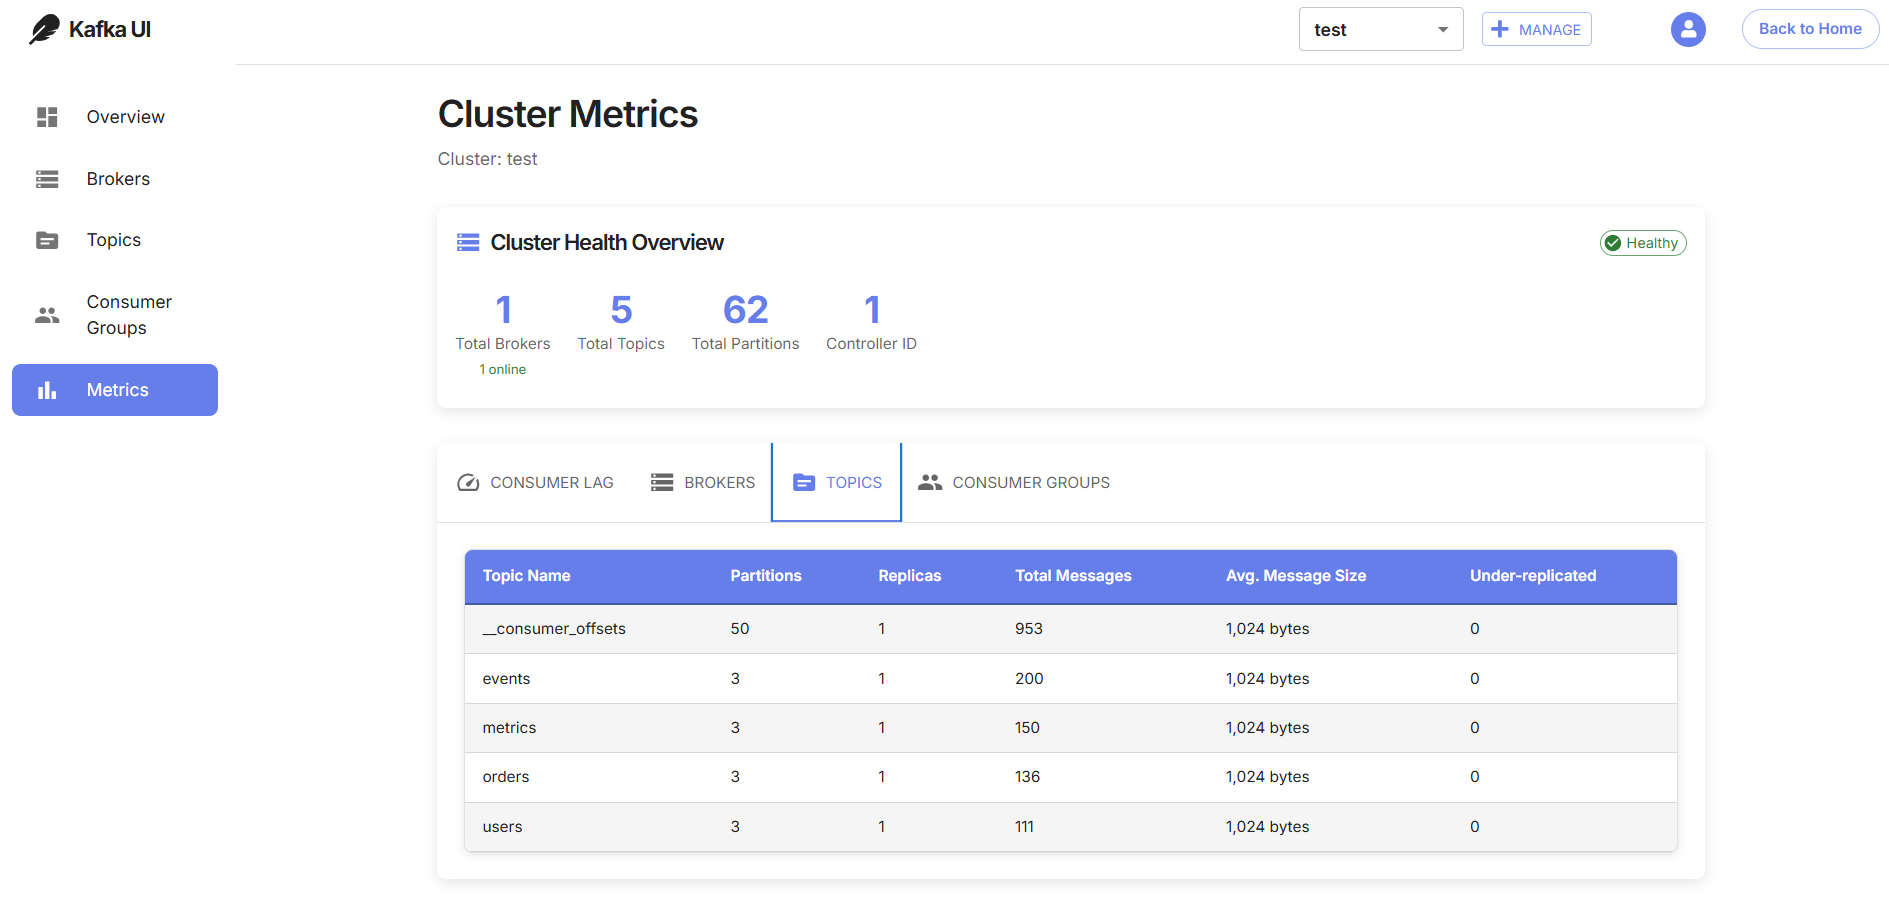 Kafka UI
test
MANAGE
Back to Home
Overview
Brokers
Topics
Consumer
Groups
Metrics
Cluster Metrics
Cluster: test
Cluster Health Overview
Healthy
1 5 62 1
Total Brokers Total Topics Total Partitions Controller ID
1 online
CONSUMER LAG BROKERS TOPICS CONSUMER GROUPS
Topic Name Partitions Replicas Total Messages Avg. Message Size Under-replicated
__consumer_offsets 50 1 953 1,024 bytes 0
events 3 1 200 1,024 bytes 0
metrics 3 1 150 1,024 bytes 0
orders 3 1 136 1,024 bytes 0
users 3 1 111 1,024 bytes 0